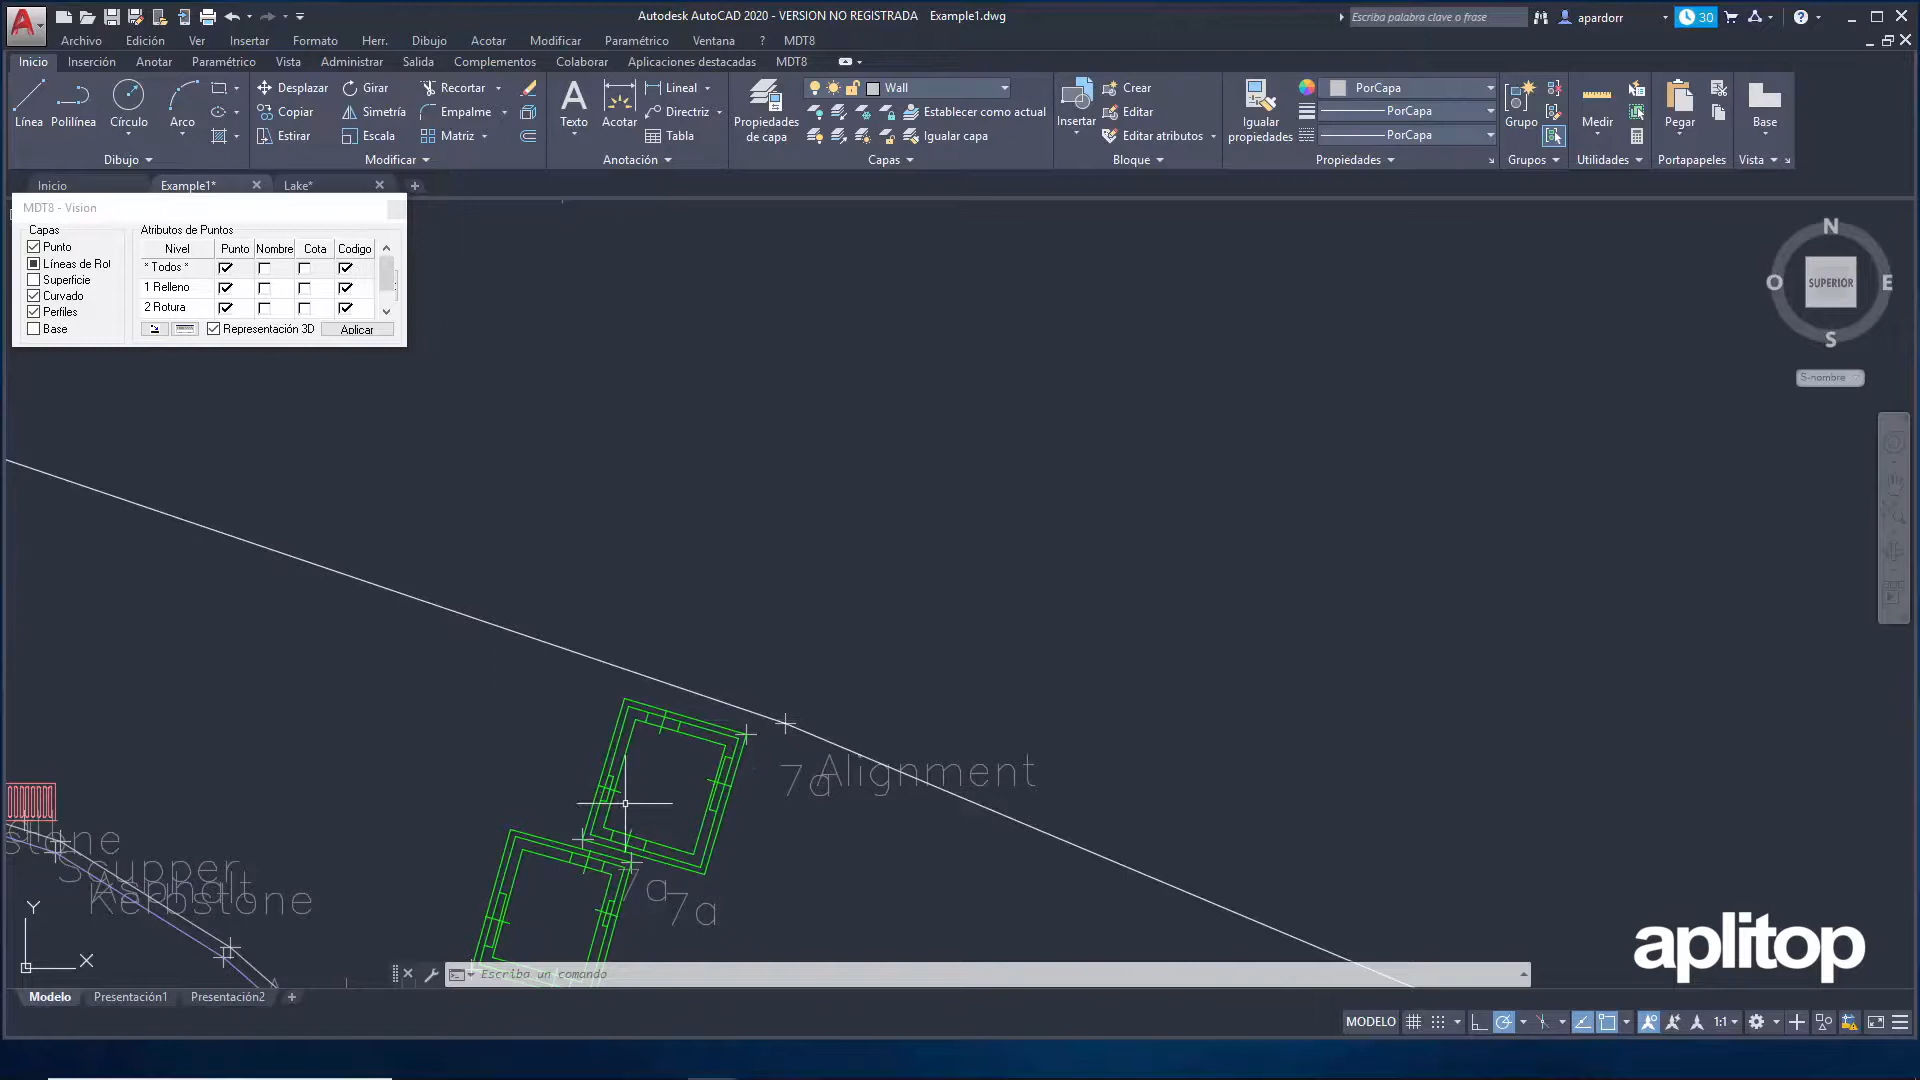 Autodesk AutoCAD 2020 - VERSION NO REGISTRADA Example1.dwg
Escriba palabra clave o frase
apardorr
30
Archivo Edición Ver Insertar Formato Herr. Dibujo Acotar Modificar Paramétrico Ventana ? MDT8
Inicio Inserción Anotar Paramétrico Vista Administrar Salida Complementos Colaborar Aplicaciones destacadas MDT8
Línea Polilínea Círculo Arco
Desplazar Girar Recortar
Copiar Simetría Empalme
Estirar Escala Matriz
Texto Acotar
Lineal
Directriz
Tabla
Propiedades de capa
Wall
Establecer como actual
Igualar capa
Insertar
Crear
Editar
Editar atributos
Igualar propiedades
PorCapa
PorCapa
PorCapa
Grupo
Medir
Pegar
Base
Dibujo Modificar Anotación Capas Bloque Propiedades Grupos Utilidades Portapapeles Vista
Inicio Example1* Lake*
MDT8 - Vision
Capas
Punto
Líneas de Rot
Superficie
Curvado
Perfiles
Base
Atributos de Puntos
Nivel Punto Nombre Cota Codigo
* Todos *
1 Relleno
2 Rotura
Representación 3D
Aplicar
N
O SUPERIOR E
S
S-nombre
7a
Alignment
7a
7a
Scupper
Asphalt
Kerbstone
Y
X
aplitop
Escriba un comando
Modelo Presentación1 Presentación2
MODELO
1:1